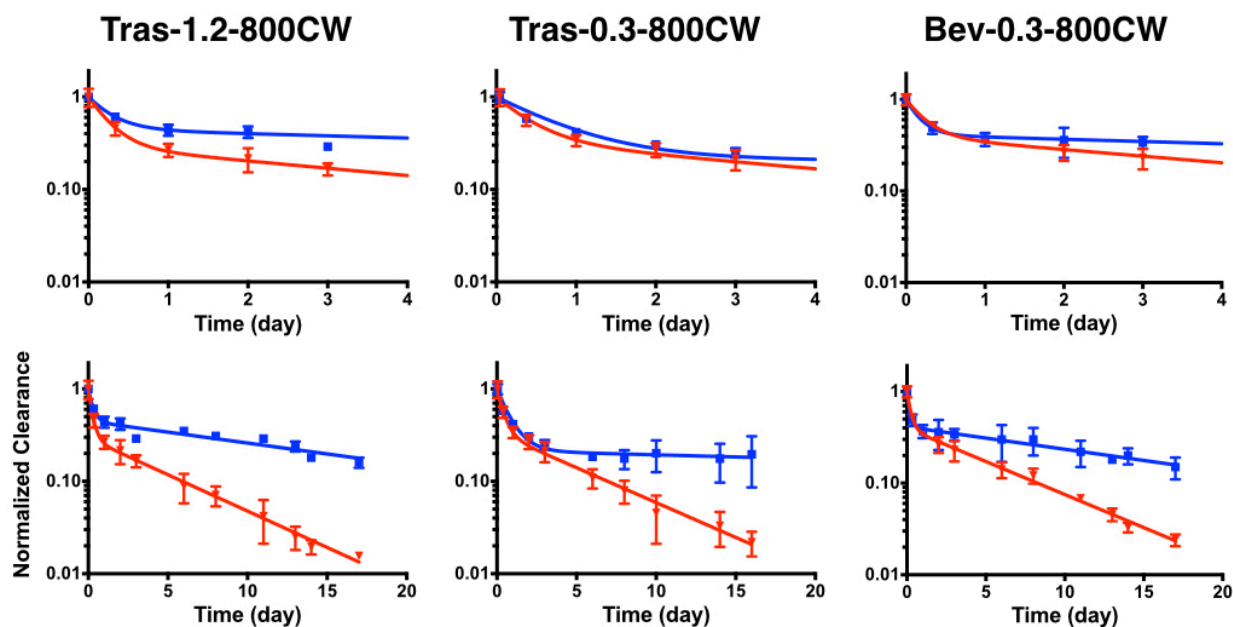 Tras-1.2-800CW Tras-0.3-800CW Bev-0.3-800CW
1 1 1
0.10 0.10 0.10
0.01 0.01 0.01
0 1 2 3 4 0 1 2 3 4 0 1 2 3 4
Time (day) Time (day) Time (day)
Normalized Clearance
1 1 1
0.10 0.10 0.10
0.01 0.01 0.01
0 5 10 15 20 0 5 10 15 20 0 5 10 15 20
Time (day) Time (day) Time (day)